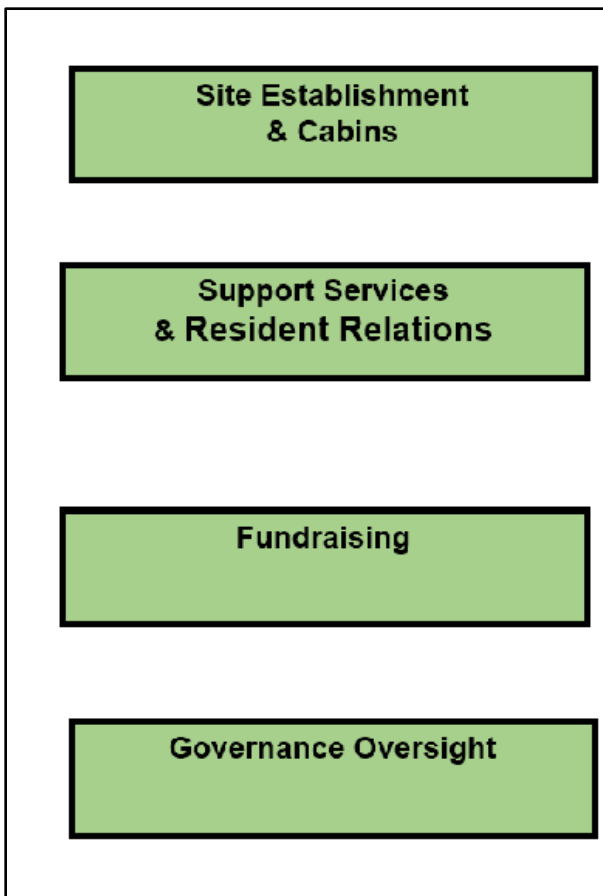 Site Establishment
& Cabins
Support Services
& Resident Relations
Fundraising
Governance Oversight